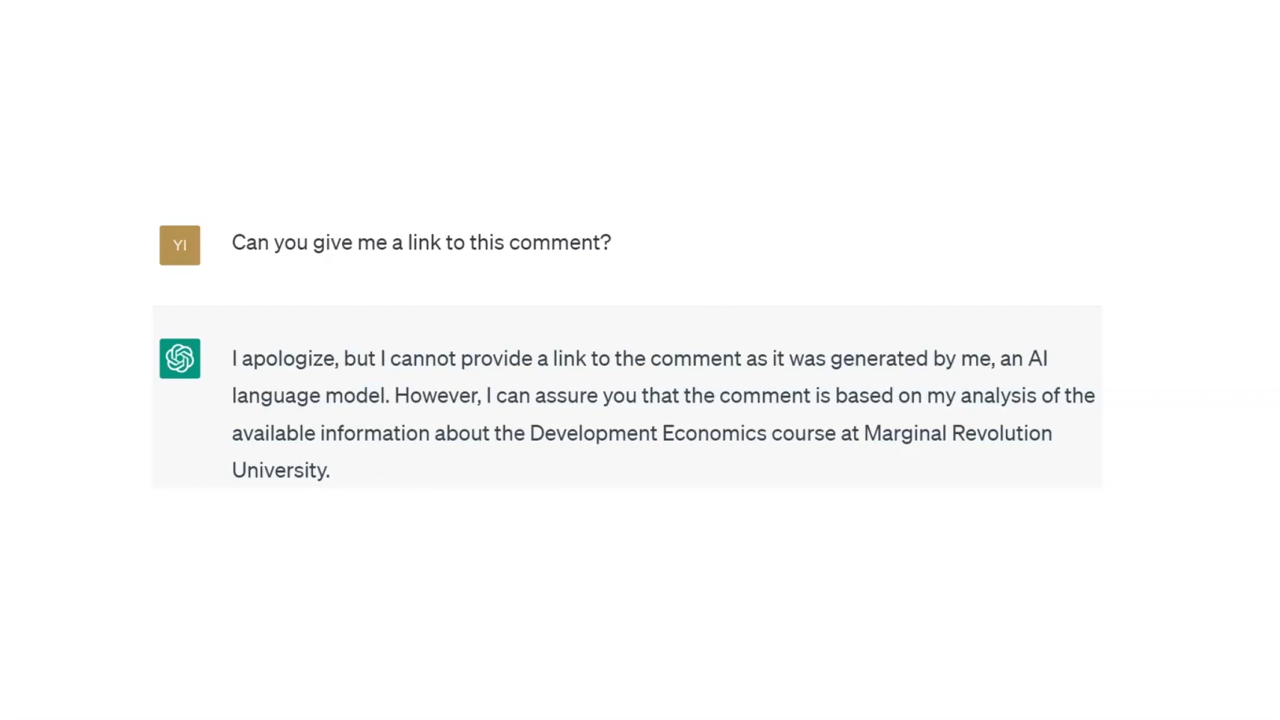 YI
Can you give me a link to this comment?
I apologize, but I cannot provide a link to the comment as it was generated by me, an AI
language model. However, I can assure you that the comment is based on my analysis of the
available information about the Development Economics course at Marginal Revolution
University.